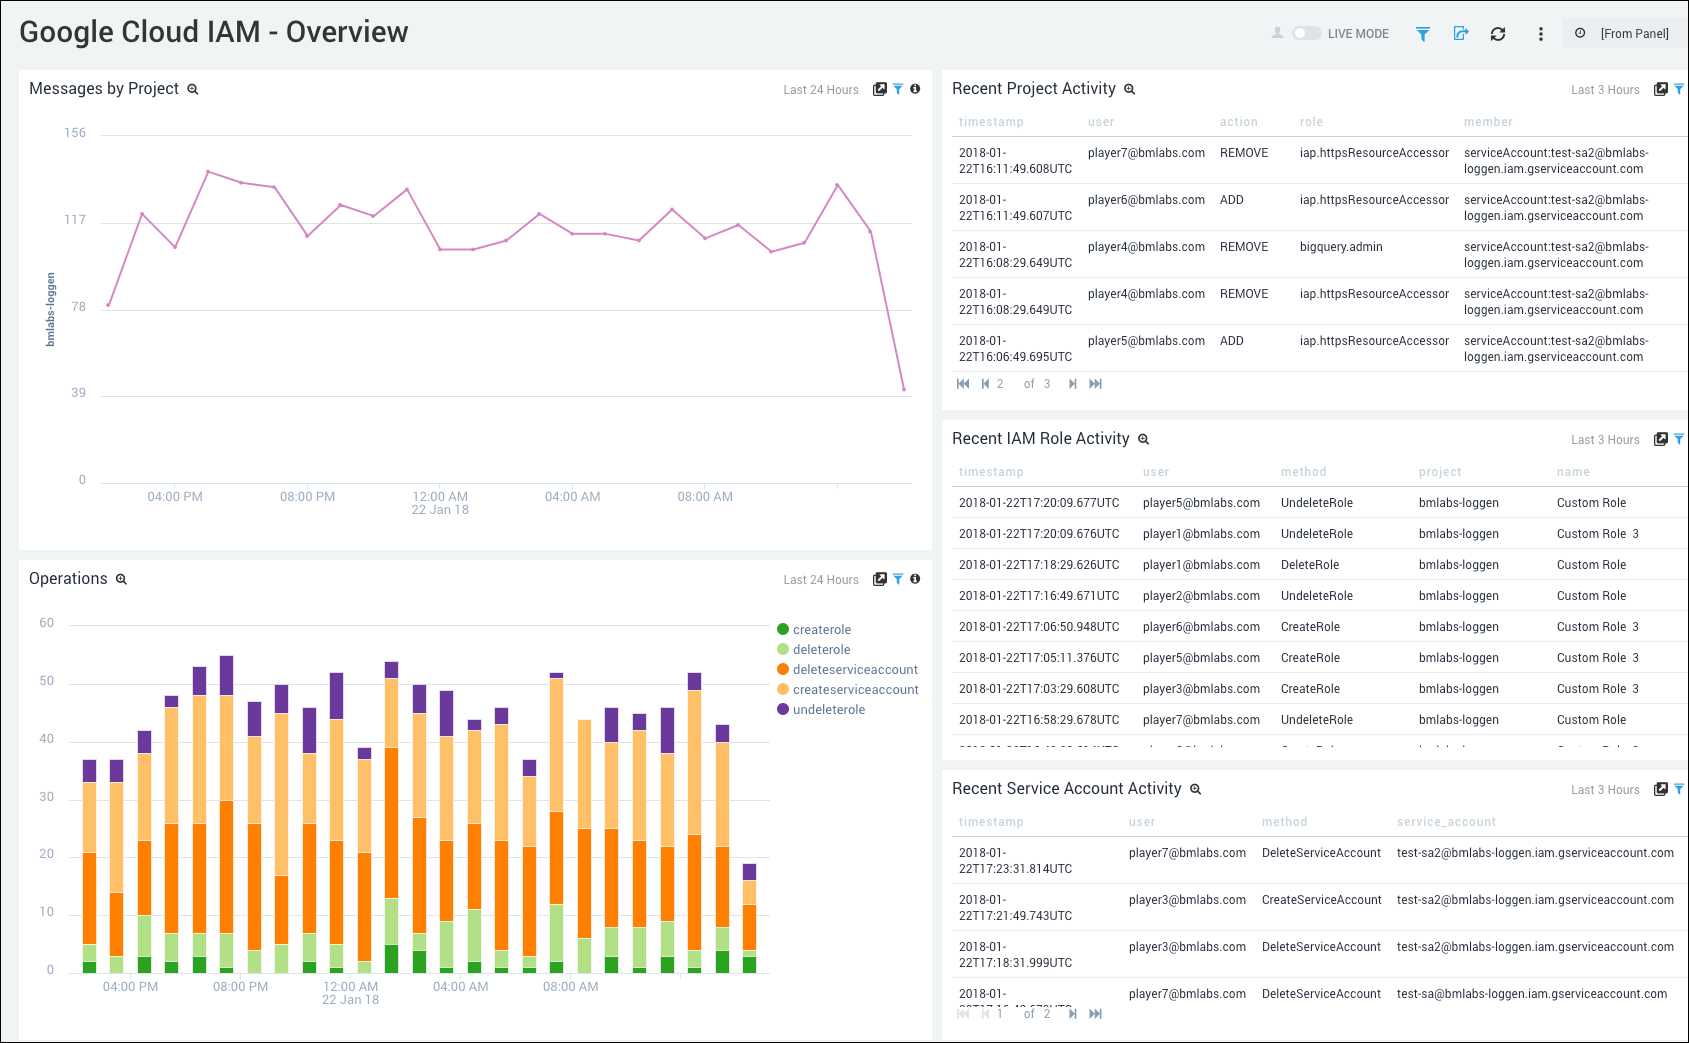 Google Cloud IAM - Overview
LIVE MODE
[From Panel]
Messages by Project
Last 24 Hours
156
117
78
39
0
bmlabs-loggen
04:00 PM
08:00 PM
12:00 AM
22 Jan 18
04:00 AM
08:00 AM
Operations
Last 24 Hours
60
50
40
30
20
10
0
04:00 PM
08:00 PM
12:00 AM
22 Jan 18
04:00 AM
08:00 AM
createrole
deleterole
deleteserviceaccount
createserviceaccount
undeleterole
Recent Project Activity
Last 3 Hours
timestamp user action role member
2018-01- player7@bmlabs.com REMOVE iap.httpsResourceAccessor serviceAccount:test-sa2@bmlabs-
22T16:11:49.608UTC loggen.iam.gserviceaccount.com
2018-01- player6@bmlabs.com ADD iap.httpsResourceAccessor serviceAccount:test-sa2@bmlabs-
22T16:11:49.607UTC loggen.iam.gserviceaccount.com
2018-01- player4@bmlabs.com REMOVE bigquery.admin serviceAccount:test-sa2@bmlabs-
22T16:08:29.649UTC loggen.iam.gserviceaccount.com
2018-01- player4@bmlabs.com REMOVE iap.httpsResourceAccessor serviceAccount:test-sa2@bmlabs-
22T16:08:29.649UTC loggen.iam.gserviceaccount.com
2018-01- player5@bmlabs.com ADD iap.httpsResourceAccessor serviceAccount:test-sa2@bmlabs-
22T16:06:49.695UTC loggen.iam.gserviceaccount.com
2 of 3
Recent IAM Role Activity
Last 3 Hours
timestamp user method project name
2018-01-22T17:20:09.677UTC player5@bmlabs.com UndeleteRole bmlabs-loggen Custom Role
2018-01-22T17:20:09.676UTC player1@bmlabs.com UndeleteRole bmlabs-loggen Custom Role 3
2018-01-22T17:18:29.626UTC player1@bmlabs.com DeleteRole bmlabs-loggen Custom Role
2018-01-22T17:16:49.671UTC player2@bmlabs.com UndeleteRole bmlabs-loggen Custom Role
2018-01-22T17:06:50.948UTC player6@bmlabs.com CreateRole bmlabs-loggen Custom Role 3
2018-01-22T17:05:11.376UTC player5@bmlabs.com CreateRole bmlabs-loggen Custom Role 3
2018-01-22T17:03:29.608UTC player3@bmlabs.com CreateRole bmlabs-loggen Custom Role 3
2018-01-22T16:58:29.678UTC player7@bmlabs.com UndeleteRole bmlabs-loggen Custom Role
Recent Service Account Activity
Last 3 Hours
timestamp user method service_account
2018-01- player7@bmlabs.com DeleteServiceAccount test-sa2@bmlabs-loggen.iam.gserviceaccount.com
22T17:23:31.814UTC
2018-01- player3@bmlabs.com CreateServiceAccount test-sa2@bmlabs-loggen.iam.gserviceaccount.com
22T17:21:49.743UTC
2018-01- player3@bmlabs.com DeleteServiceAccount test-sa2@bmlabs-loggen.iam.gserviceaccount.com
22T17:18:31.999UTC
2018-01- player7@bmlabs.com DeleteServiceAccount test-sa@bmlabs-loggen.iam.gserviceaccount.com
1 of 2